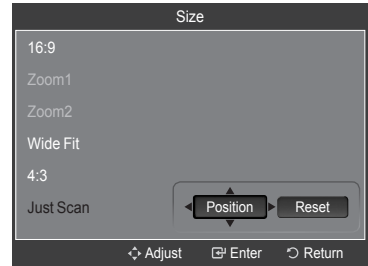 Size
16:9
Zoom1
Zoom2
Wide Fit
4:3
Just Scan
Position Reset
Adjust Enter Return